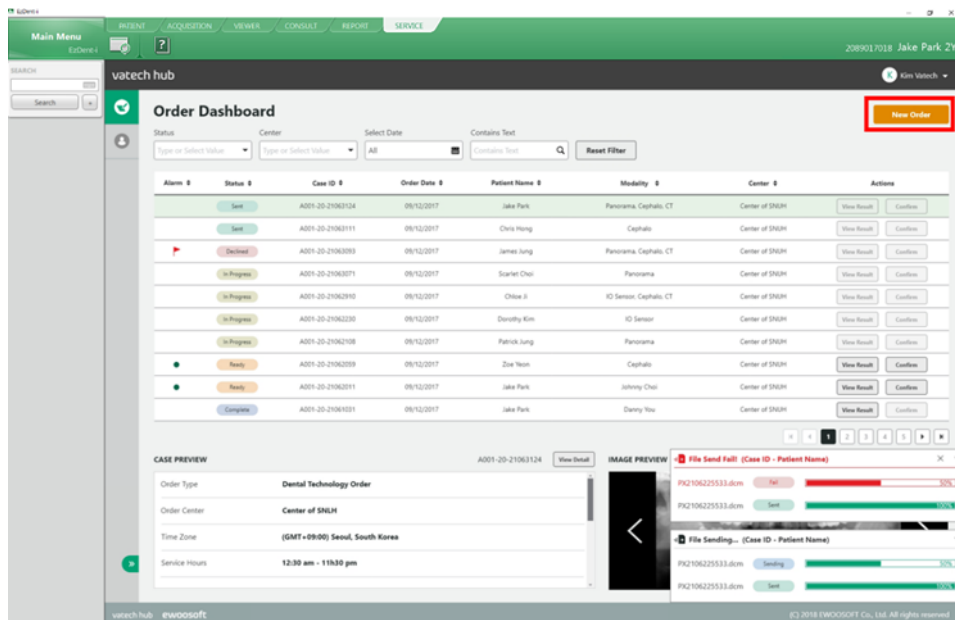 EzDent-i
Main Menu
EzDent-i
PATIENT ACQUISITION VIEWER CONSULT REPORT SERVICE
?
2089017018 Jake Park 2Y
SEARCH
Search +
vatech hub
K Kim Vatech
Order Dashboard
New Order
Status Center Select Date Contains Text
Type or Select Value Type or Select Value All Contains Text Reset Filter
Alarm Status Case ID Order Date Patient Name Modality Center Actions
Sent A001-20-21063124 09/12/2017 Jake Park Panorama, Cephalo, CT Center of SNUH View Result Confirm
Sent A001-20-21063111 09/12/2017 Chris Hong Cephalo Center of SNUH View Result Confirm
Declined A001-20-21063093 09/12/2017 James Jung Panorama, Cephalo, CT Center of SNUH View Result Confirm
In Progress A001-20-21063071 09/12/2017 Scarlet Choi Panorama Center of SNUH View Result Confirm
In Progress A001-20-21062910 09/12/2017 Chloe Ji IO Sensor, Cephalo, CT Center of SNUH View Result Confirm
In Progress A001-20-21062230 09/12/2017 Dorothy Kim IO Sensor Center of SNUH View Result Confirm
In Progress A001-20-21062108 09/12/2017 Patrick Jung Panorama Center of SNUH View Result Confirm
Ready A001-20-21062059 09/12/2017 Zoe Yeon Cephalo Center of SNUH View Result Confirm
Ready A001-20-21062011 09/12/2017 Jake Park Johnny Choi Center of SNUH View Result Confirm
Complete A001-20-21061031 09/12/2017 Jake Park Danny You Center of SNUH View Result Confirm
1 2 3 4 5
CASE PREVIEW A001-20-21063124 View Detail IMAGE PREVIEW
Order Type Dental Technology Order
Order Center Center of SNLH
Time Zone (GMT+09:00) Seoul, South Korea
Service Hours 12:30 am - 11h30 pm
File Send Fail! (Case ID - Patient Name)
PX2106225533.dcm Fail 50%
PX2106225533.dcm Sent 100%
File Sending... (Case ID - Patient Name)
PX2106225533.dcm Sending 50%
PX2106225533.dcm Sent 100%
vatech hub ewoosoft
(C) 2018 EWOOSOFT Co., Ltd. All rights reserved